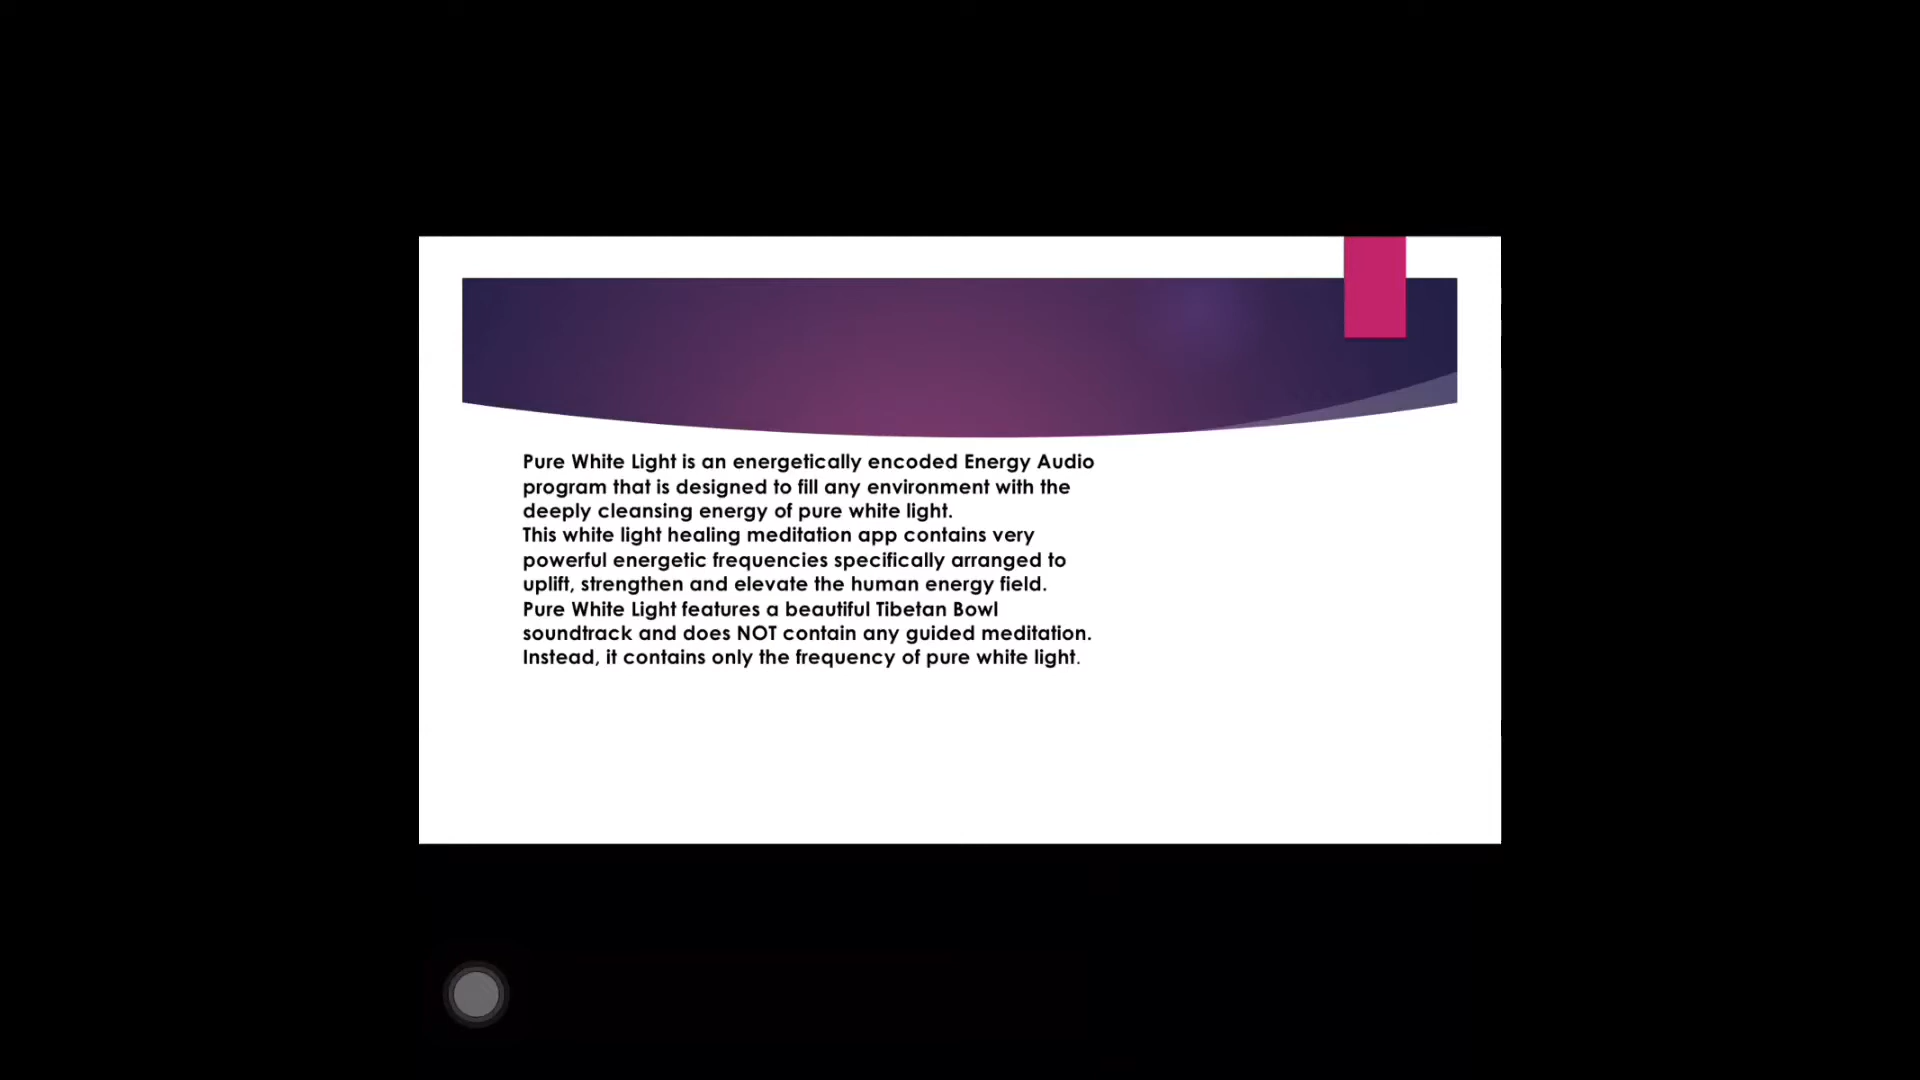 Pure White Light is an energetically encoded Energy Audio
program that is designed to fill any environment with the
deeply cleansing energy of pure white light.
This white light healing meditation app contains very
powerful energetic frequencies specifically arranged to
uplift, strengthen and elevate the human energy field.
Pure White Light features a beautiful Tibetan Bowl
soundtrack and does NOT contain any guided meditation.
Instead, it contains only the frequency of pure white light.